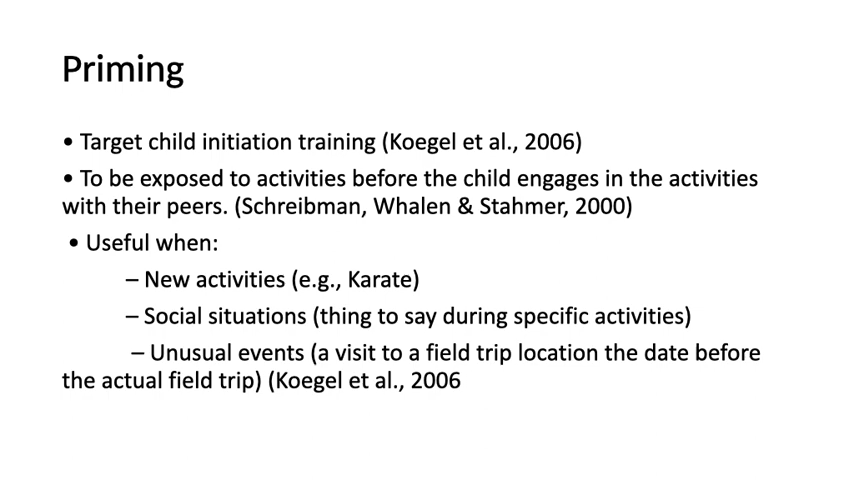 Priming
• Target child initiation training (Koegel et al., 2006)
• To be exposed to activities before the child engages in the activities
with their peers. (Schreibman, Whalen & Stahmer, 2000)
• Useful when:
– New activities (e.g., Karate)
– Social situations (thing to say during specific activities)
– Unusual events (a visit to a field trip location the date before
the actual field trip) (Koegel et al., 2006